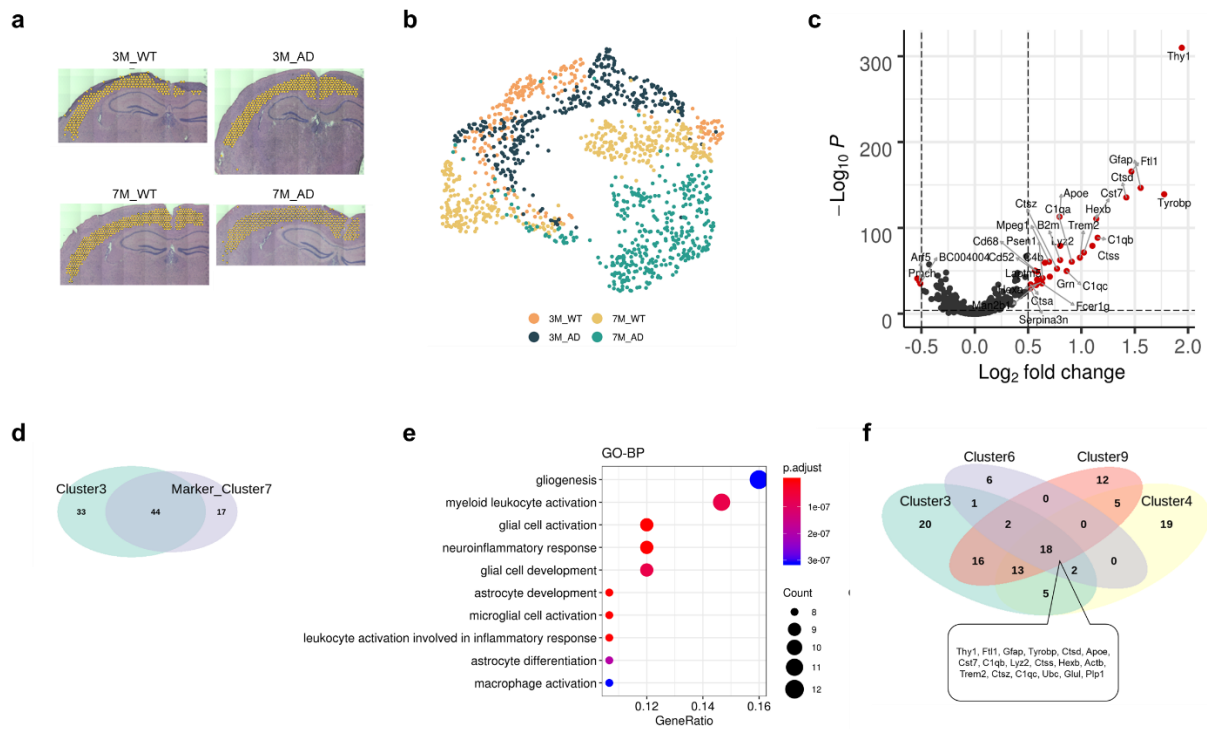 a
3M_WT
3M_AD
7M_WT
7M_AD
b
3M_WT
7M_WT
3M_AD
7M_AD
c
300
200
100
0
−Log10 P
Thy1
Gfap
Ftl1
Ctsd
Apoe
Cst7
Tyrobp
Ctsz
C1qa
Hexb
Mpeg1
B2m
Trem2
Cd68
Psen1
Lyz2
C1qb
Arf5
BC004004
Cd52
C4b
Ctss
Prnch
Laptm5
Grn
C1qc
Hexa
Man2b1
Ctsa
Fcer1g
Serpina3n
-0.5
0.0
0.5
1.0
1.5
2.0
Log2 fold change
d
Cluster3
Marker_Cluster7
33
44
17
e
GO-BP
gliogenesis
myeloid leukocyte activation
glial cell activation
neuroinflammatory response
glial cell development
astrocyte development
microglial cell activation
leukocyte activation involved in inflammatory response
astrocyte differentiation
macrophage activation
0.12
0.14
0.16
GeneRatio
p.adjust
1e-07
2e-07
3e-07
Count
8
9
10
11
12
f
Cluster6
Cluster9
Cluster3
Cluster4
6
12
1
0
5
20
2
0
19
18
16
13
2
0
5
Thy1, Ftl1, Gfap, Tyrobp, Ctsd, Apoe,
Cst7, C1qb, Lyz2, Ctss, Hexb, Actb,
Trem2, Ctsz, C1qc, Ubc, Glul, Plp1